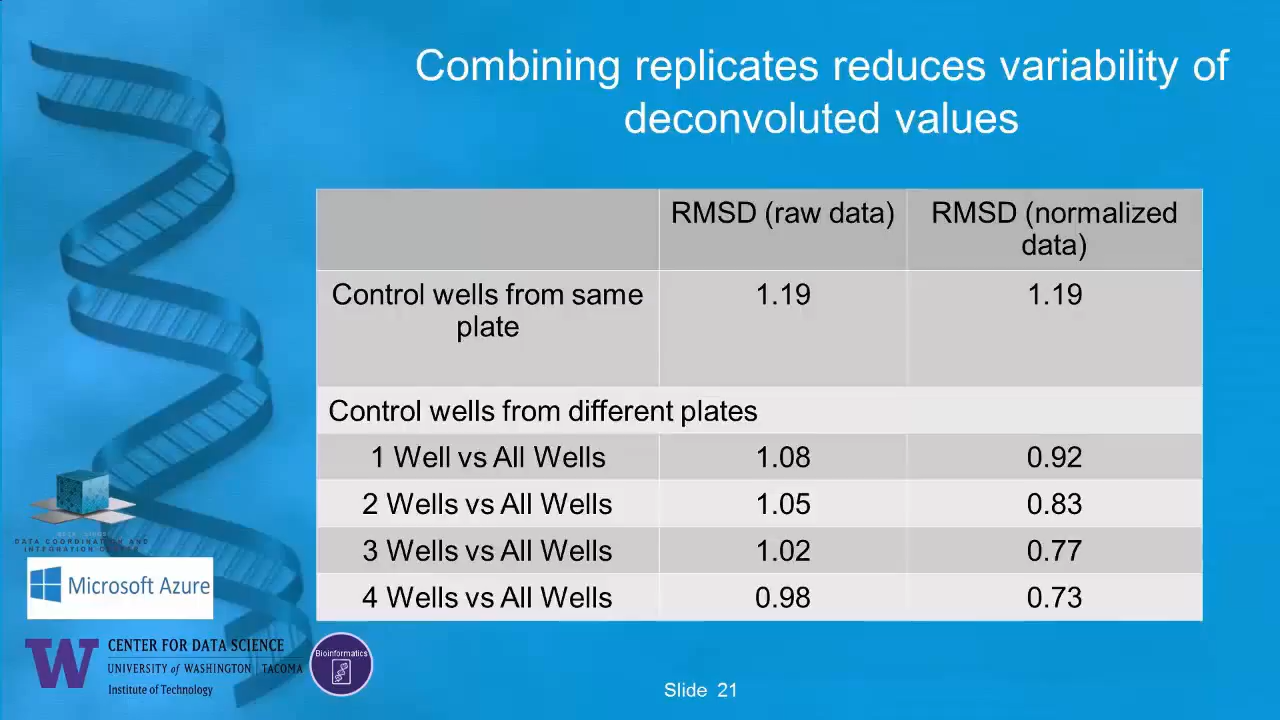 Combining replicates reduces variability of
deconvoluted values
RMSD (raw data) RMSD (normalized
data)
Control wells from same
plate 1.19 1.19
Control wells from different plates
1 Well vs All Wells 1.08 0.92
2 Wells vs All Wells 1.05 0.83
3 Wells vs All Wells 1.02 0.77
4 Wells vs All Wells 0.98 0.73
DATA COORDINATION AND
INTEGRATION CENTER
Microsoft Azure
W CENTER FOR DATA SCIENCE
UNIVERSITY of WASHINGTON | TACOMA
Institute of Technology
Bioinformatics
Slide 21